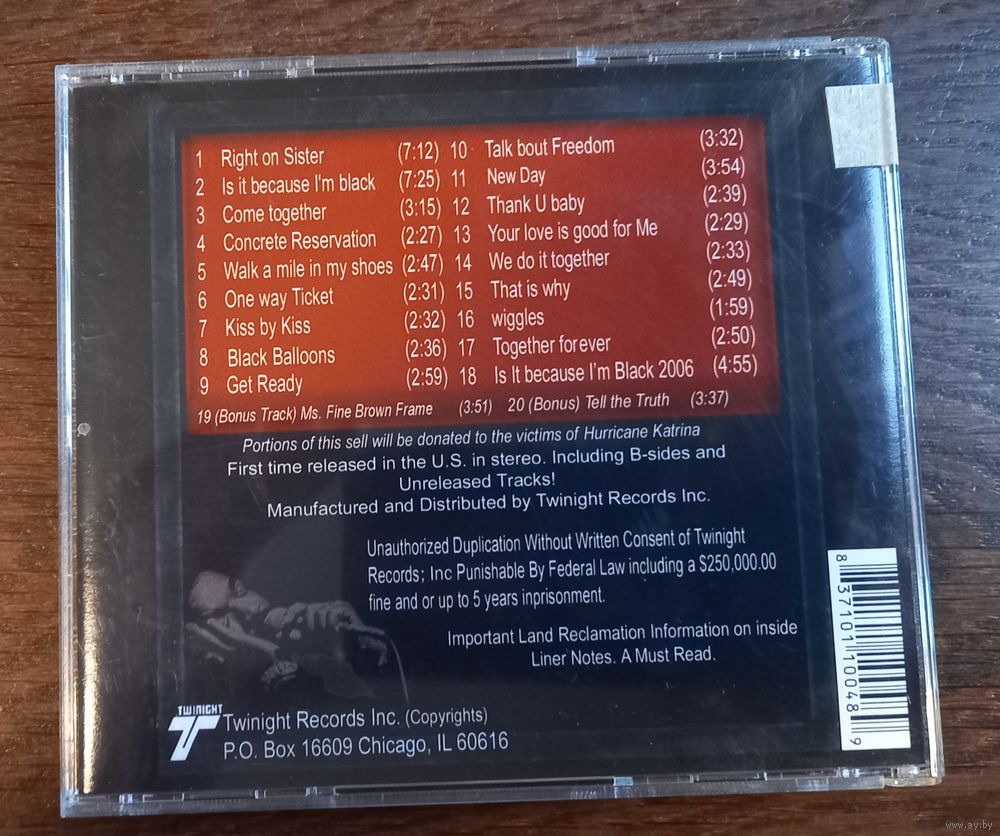 1 Right on Sister (7:12) 10 Talk bout Freedom (3:32)
2 Is it because I'm black (7:25) 11 New Day (3:54)
3 Come together (3:15) 12 Thank U baby (2:39)
4 Concrete Reservation (2:27) 13 Your love is good for Me (2:29)
5 Walk a mile in my shoes (2:47) 14 We do it together (2:33)
6 One way Ticket (2:31) 15 That is why (2:49)
7 Kiss by Kiss (2:32) 16 wiggles (1:59)
8 Black Balloons (2:36) 17 Together forever (2:50)
9 Get Ready (2:59) 18 Is It because I'm Black 2006 (4:55)
19 (Bonus Track) Ms. Fine Brown Frame (3:51) 20 (Bonus) Tell the Truth (3:37)
Portions of this sell will be donated to the victims of Hurricane Katrina
First time released in the U.S. in stereo. Including B-sides and
Unreleased Tracks!
Manufactured and Distributed by Twinight Records Inc.
Unauthorized Duplication Without Written Consent of Twinight
Records; Inc Punishable By Federal Law including a $250,000.00
fine and or up to 5 years inprisonment.
Important Land Reclamation Information on inside
Liner Notes. A Must Read.
8 37101 10048 9
TWINIGHT
T
Twinight Records Inc. (Copyrights)
P.O. Box 16609 Chicago, IL 60616
www.ay.by